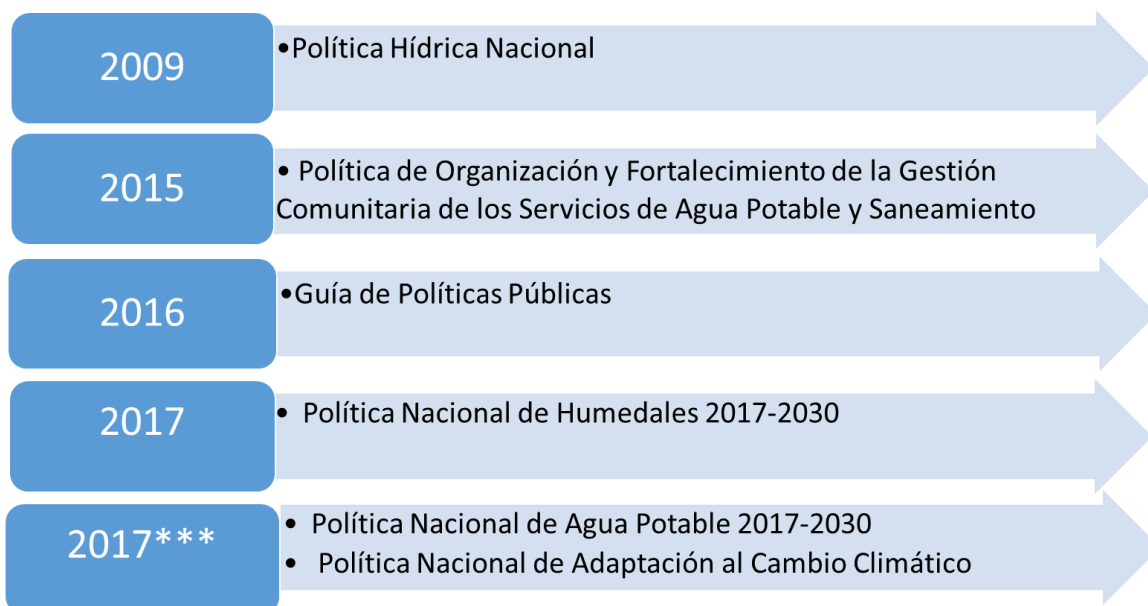 2009
•Política Hídrica Nacional
2015
• Política de Organización y Fortalecimiento de la Gestión
Comunitaria de los Servicios de Agua Potable y Saneamiento
2016
•Guía de Políticas Públicas
2017
• Política Nacional de Humedales 2017-2030
2017***
• Política Nacional de Agua Potable 2017-2030
• Política Nacional de Adaptación al Cambio Climático